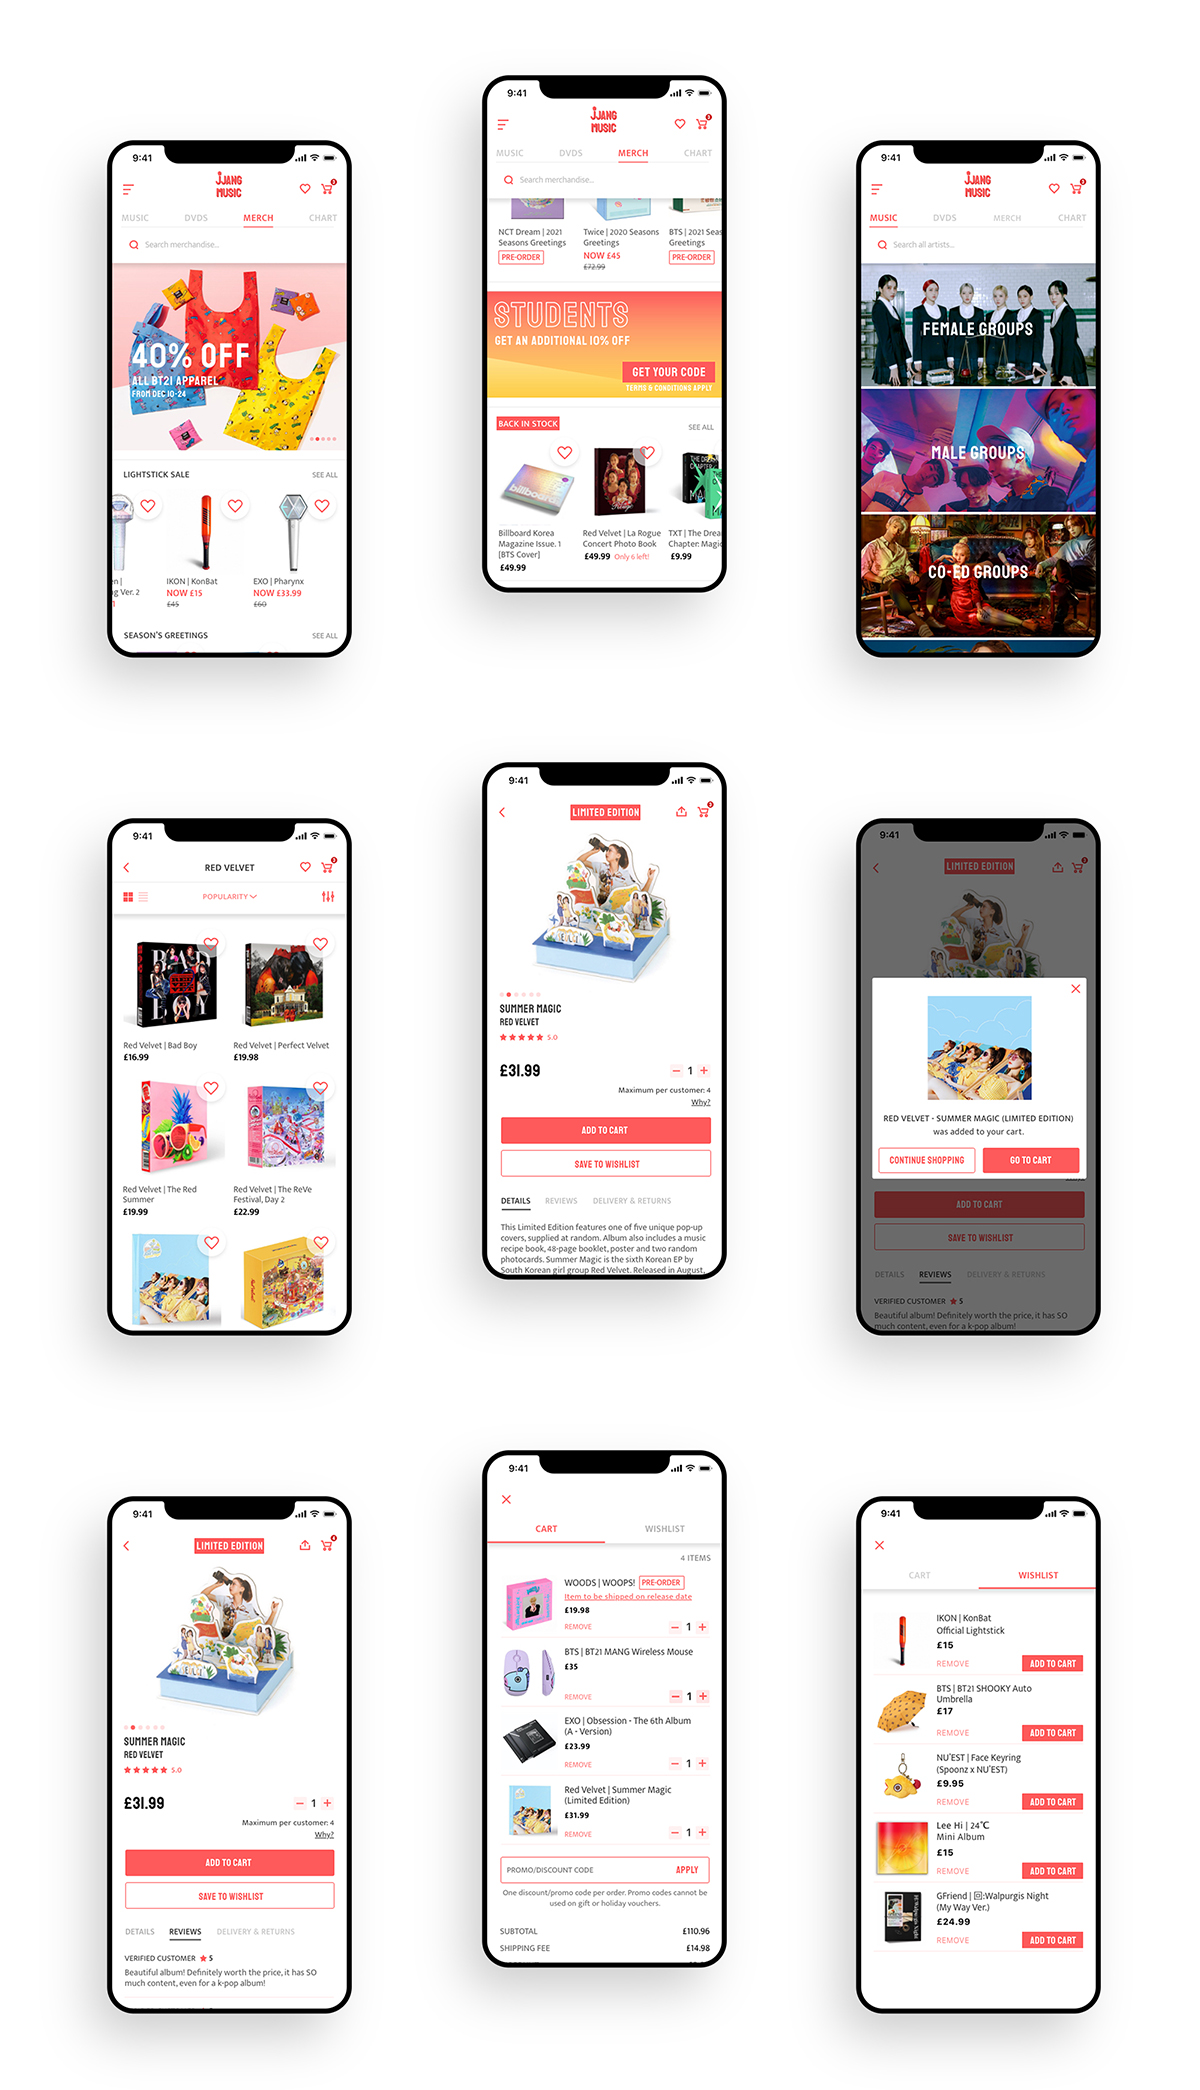 9:41
JJANG
MUSIC
3
MUSIC DVDS MERCH CHART
Search merchandise...
40% OFF
ALL BT21 APPAREL
FROM DEC 10-24
LIGHTSTICK SALE SEE ALL
IKON | KonBat
NOW £15
£45
EXO | Pharynx
NOW £33.99
£60
g Ver. 2
SEASON'S GREETINGS SEE ALL
9:41
JJANG
MUSIC
3
MUSIC DVDS MERCH CHART
Search merchandise...
NCT Dream | 2021
Seasons Greetings
PRE-ORDER
Twice | 2020 Seasons
Greetings
NOW £45
£72.99
BTS | 2021 Seas
Greetings
PRE-ORDER
STUDENTS
GET AN ADDITIONAL 10% OFF
GET YOUR CODE
TERMS & CONDITIONS APPLY
BACK IN STOCK SEE ALL
billboard
Billboard Korea
Magazine Issue. 1
[BTS Cover]
£49.99
Red Velvet | La Rogue
Concert Photo Book
£49.99 Only 6 left!
TXT | The Drea
Chapter: Magic
£9.99
9:41
JJANG
MUSIC
3
MUSIC DVDS MERCH CHART
Search all artists...
FEMALE GROUPS
MALE GROUPS
CO-ED GROUPS
9:41
RED VELVET
3
POPULARITY
BAD
BOY
Red Velvet | Bad Boy
£16.99
Red Velvet | Perfect Velvet
£19.98
Red Velvet | The Red
Summer
£19.99
Red Velvet | The ReVe
Festival, Day 2
£22.99
9:41
LIMITED EDITION
3
SUMMER MAGIC
RED VELVET
5.0
£31.99
1
Maximum per customer: 4
Why?
ADD TO CART
SAVE TO WISHLIST
DETAILS REVIEWS DELIVERY & RETURNS
This Limited Edition features one of five unique pop-up
covers, supplied at random. Album also includes a music
recipe book, 48-page booklet, poster and two random
photocards. Summer Magic is the sixth Korean EP by
South Korean girl group Red Velvet. Released in August,
9:41
LIMITED EDITION
3
RED VELVET - SUMMER MAGIC (LIMITED EDITION)
was added to your cart.
CONTINUE SHOPPING GO TO CART
ADD TO CART
SAVE TO WISHLIST
DETAILS REVIEWS DELIVERY & RETURNS
VERIFIED CUSTOMER 5
Beautiful album! Definitely worth the price, it has SO
much content, even for a k-pop album!
9:41
LIMITED EDITION
4
SUMMER MAGIC
RED VELVET
5.0
£31.99
1
Maximum per customer: 4
Why?
ADD TO CART
SAVE TO WISHLIST
DETAILS REVIEWS DELIVERY & RETURNS
VERIFIED CUSTOMER 5
Beautiful album! Definitely worth the price, it has SO
much content, even for a k-pop album!
9:41
CART WISHLIST
4 ITEMS
WOODS | WOOPS! PRE-ORDER
Item to be shipped on release date
£19.98
REMOVE 1
BTS | BT21 MANG Wireless Mouse
£35
REMOVE 1
EXO | Obsession - The 6th Album
(A - Version)
£23.99
REMOVE 1
Red Velvet | Summer Magic
(Limited Edition)
£31.99
REMOVE 1
PROMO/DISCOUNT CODE APPLY
One discount/promo code per order. Promo codes cannot be
used on gift or holiday vouchers.
SUBTOTAL £110.96
SHIPPING FEE £14.98
9:41
CART WISHLIST
IKON | KonBat
Official Lightstick
£15
REMOVE ADD TO CART
BTS | BT21 SHOOKY Auto
Umbrella
£17
REMOVE ADD TO CART
NU'EST | Face Keyring
(Spoonz x NU'EST)
£9.95
REMOVE ADD TO CART
Lee Hi | 24℃
Mini Album
£15
REMOVE ADD TO CART
GFriend | 回:Walpurgis Night
(My Way Ver.)
£24.99
REMOVE ADD TO CART